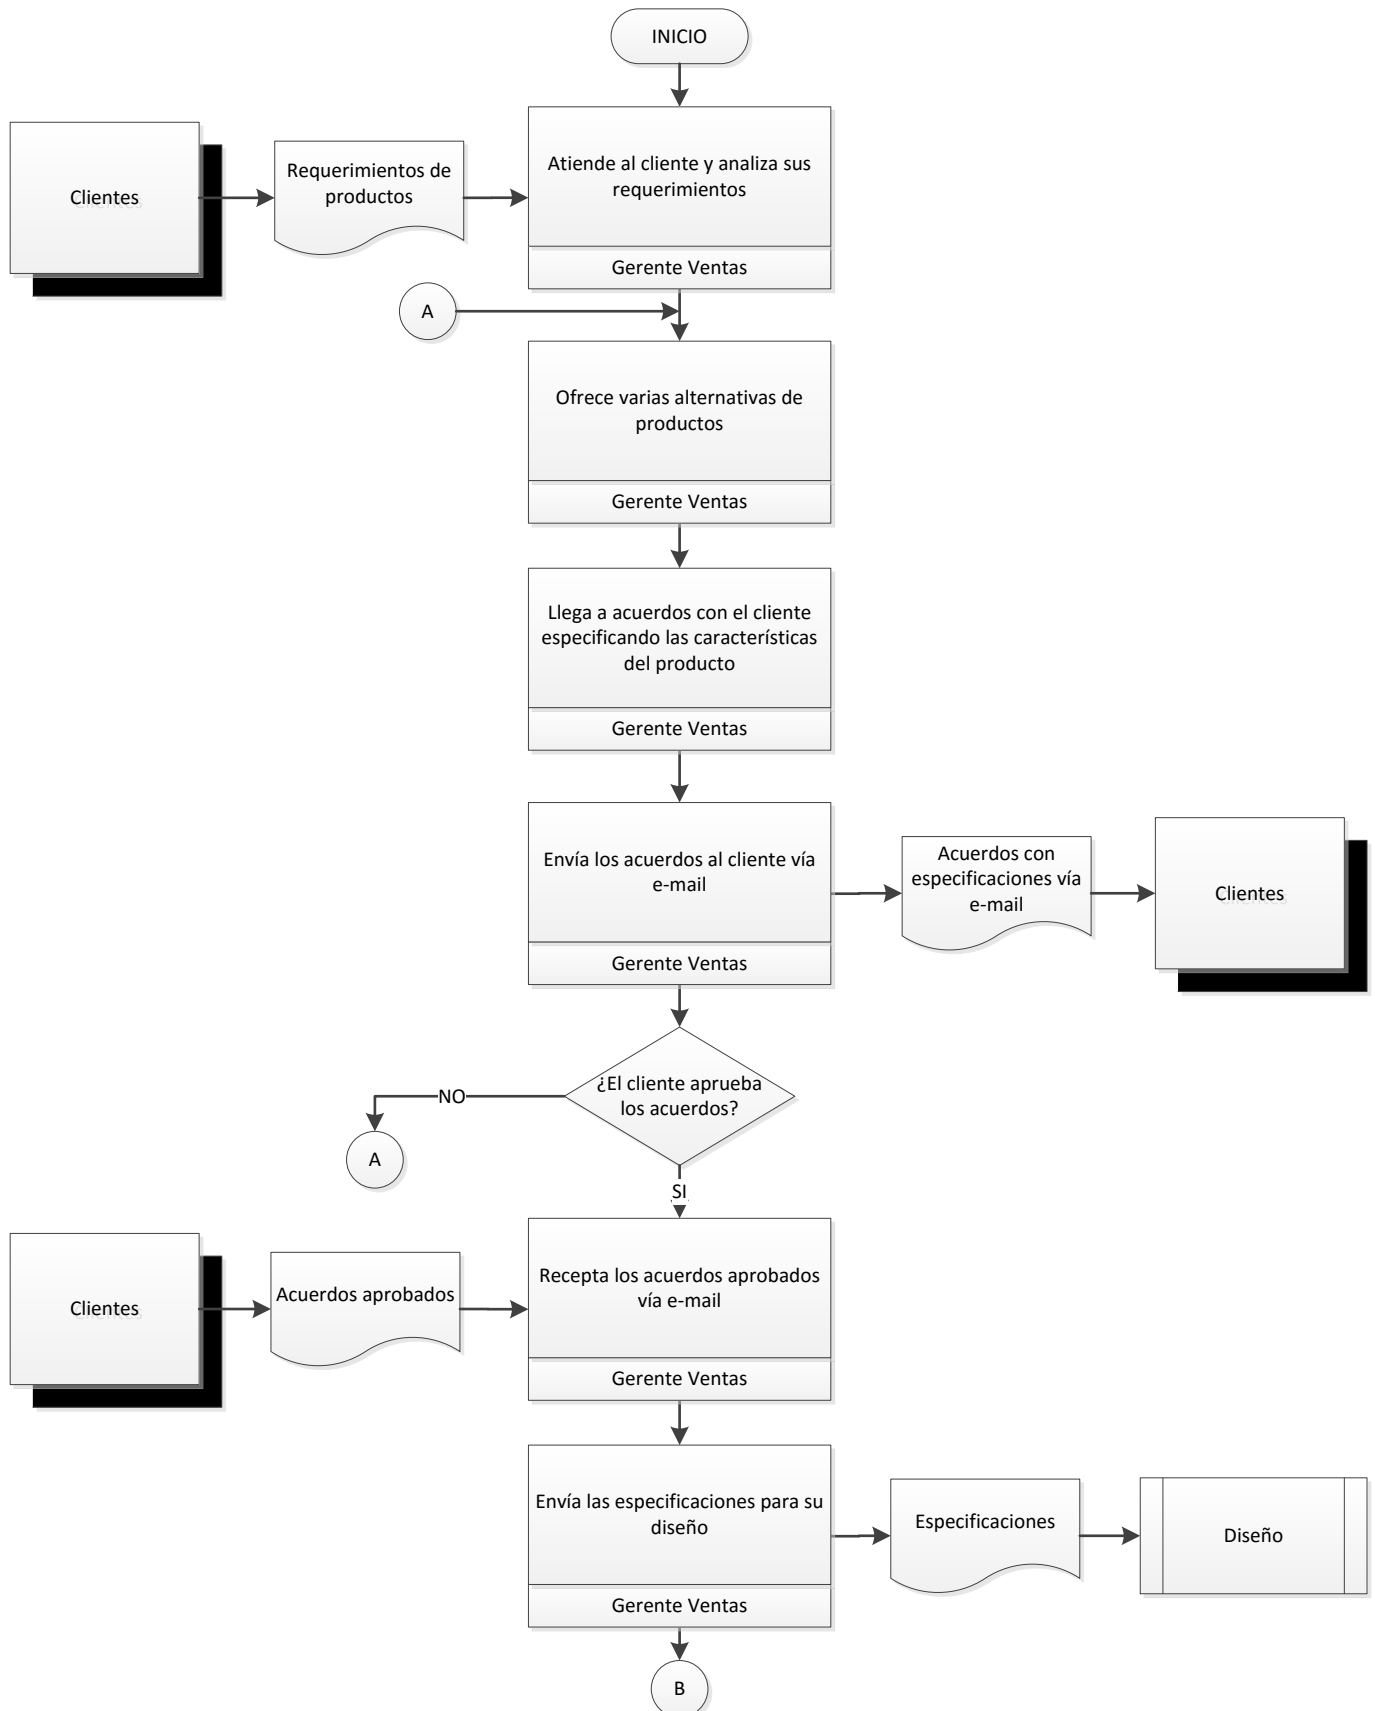 INICIO
Clientes
Requerimientos de
productos
Atiende al cliente y analiza sus
requerimientos
Gerente Ventas
A
Ofrece varias alternativas de
productos
Gerente Ventas
Llega a acuerdos con el cliente
especificando las características
del producto
Gerente Ventas
Envía los acuerdos al cliente vía
e-mail
Gerente Ventas
Acuerdos con
especificaciones vía
e-mail
Clientes
¿El cliente aprueba
los acuerdos?
NO
A
SI
Clientes
Acuerdos aprobados
Recepta los acuerdos aprobados
vía e-mail
Gerente Ventas
Envía las especificaciones para su
diseño
Gerente Ventas
Especificaciones
Diseño
B